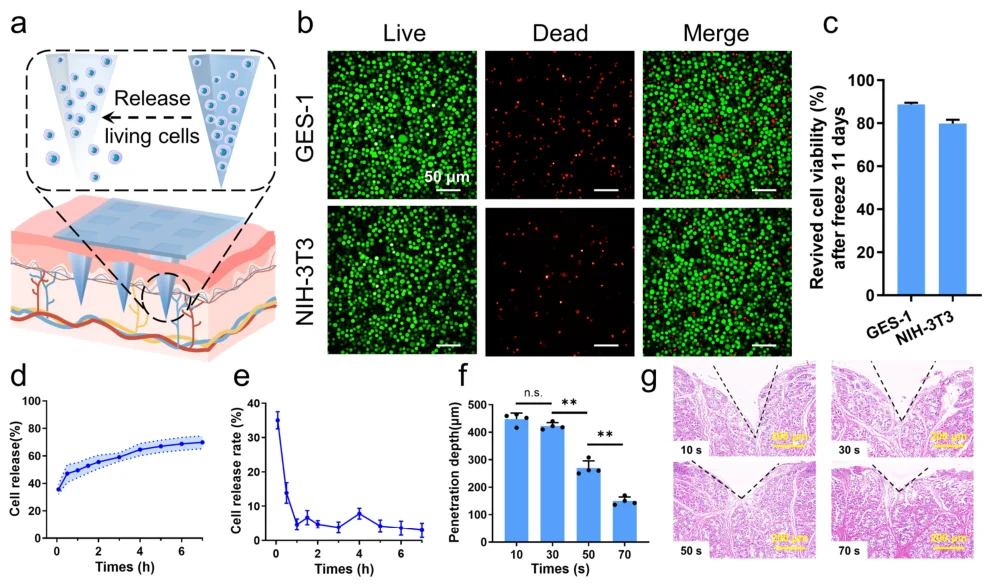 a
Release
living cells
b
Live
Dead
Merge
GES-1
50 μm
NIH-3T3
c
Revived cell viability (%)
after freeze 11 days
100
80
60
40
20
0
GES-1
NIH-3T3
d
Cell release(%)
100
80
60
40
20
0
0
2
4
6
Times (h)
e
Cell release rate (%)
40
30
20
10
0
0
2
4
6
Times (h)
f
Penetration depth(μm)
500
400
300
200
100
0
n.s.
**
**
10
30
50
70
Times (s)
g
200 μm
10 s
200 μm
30 s
200 μm
50 s
200 μm
70 s